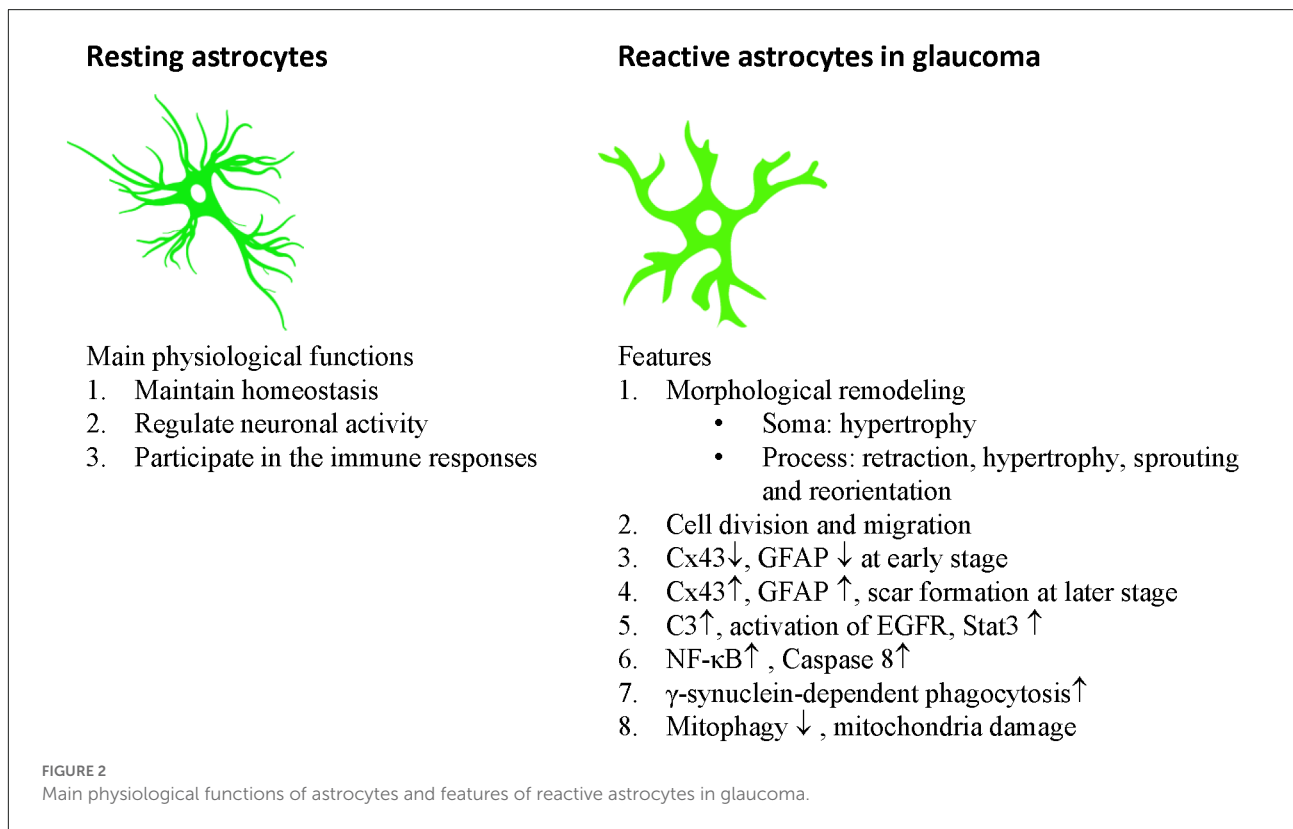 Resting astrocytes
Main physiological functions
1. Maintain homeostasis
2. Regulate neuronal activity
3. Participate in the immune responses
Reactive astrocytes in glaucoma
Features
1. Morphological remodeling
• Soma: hypertrophy
• Process: retraction, hypertrophy, sprouting
and reorientation
2. Cell division and migration
3. Cx43↓, GFAP ↓ at early stage
4. Cx43↑, GFAP ↑, scar formation at later stage
5. C3↑, activation of EGFR, Stat3 ↑
6. NF-κB↑ , Caspase 8↑
7. γ-synuclein-dependent phagocytosis↑
8. Mitophagy ↓ , mitochondria damage
FIGURE 2
Main physiological functions of astrocytes and features of reactive astrocytes in glaucoma.